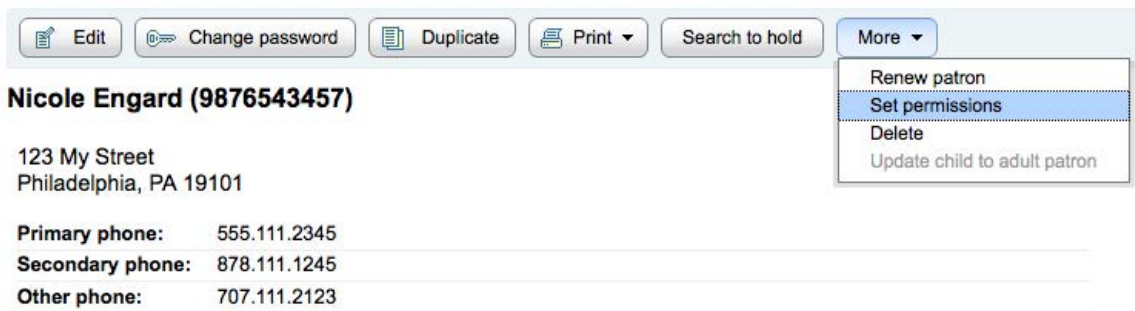 Edit Change password Duplicate Print Search to hold More
Renew patron
Set permissions
Delete
Update child to adult patron
Nicole Engard (9876543457)
123 My Street
Philadelphia, PA 19101
Primary phone: 555.111.2345
Secondary phone: 878.111.1245
Other phone: 707.111.2123